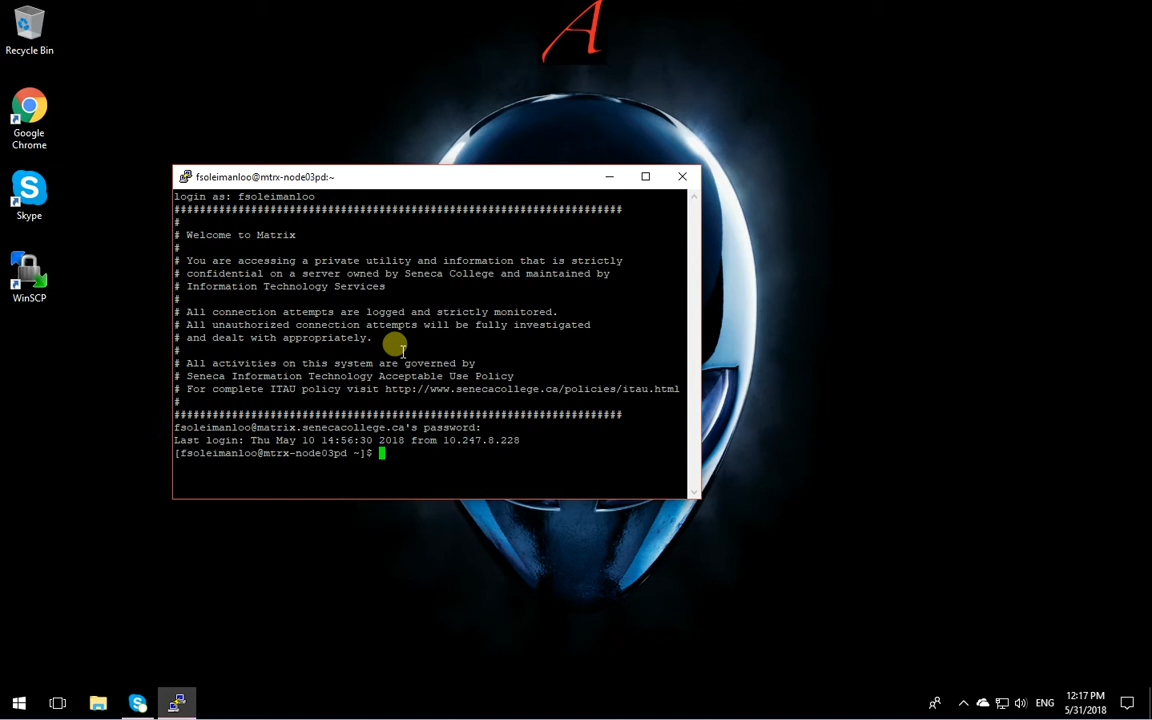 A
Recycle Bin
Google
Chrome
Skype
WinSCP
fsoleimanloo@mtrx-node03pd:~
login as: fsoleimanloo
######################################################################
#
# Welcome to Matrix
#
# You are accessing a private utility and information that is strictly
# confidential on a server owned by Seneca College and maintained by
# Information Technology Services
#
# All connection attempts are logged and strictly monitored.
# All unauthorized connection attempts will be fully investigated
# and dealt with appropriately.
#
# All activities on this system are governed by
# Seneca Information Technology Acceptable Use Policy
# For complete ITAU policy visit http://www.senecacollege.ca/policies/itau.html
#
######################################################################
fsoleimanloo@matrix.senecacollege.ca's password:
Last login: Thu May 10 14:56:30 2018 from 10.247.8.228
[fsoleimanloo@mtrx-node03pd ~]$
ENG
12:17 PM
5/31/2018